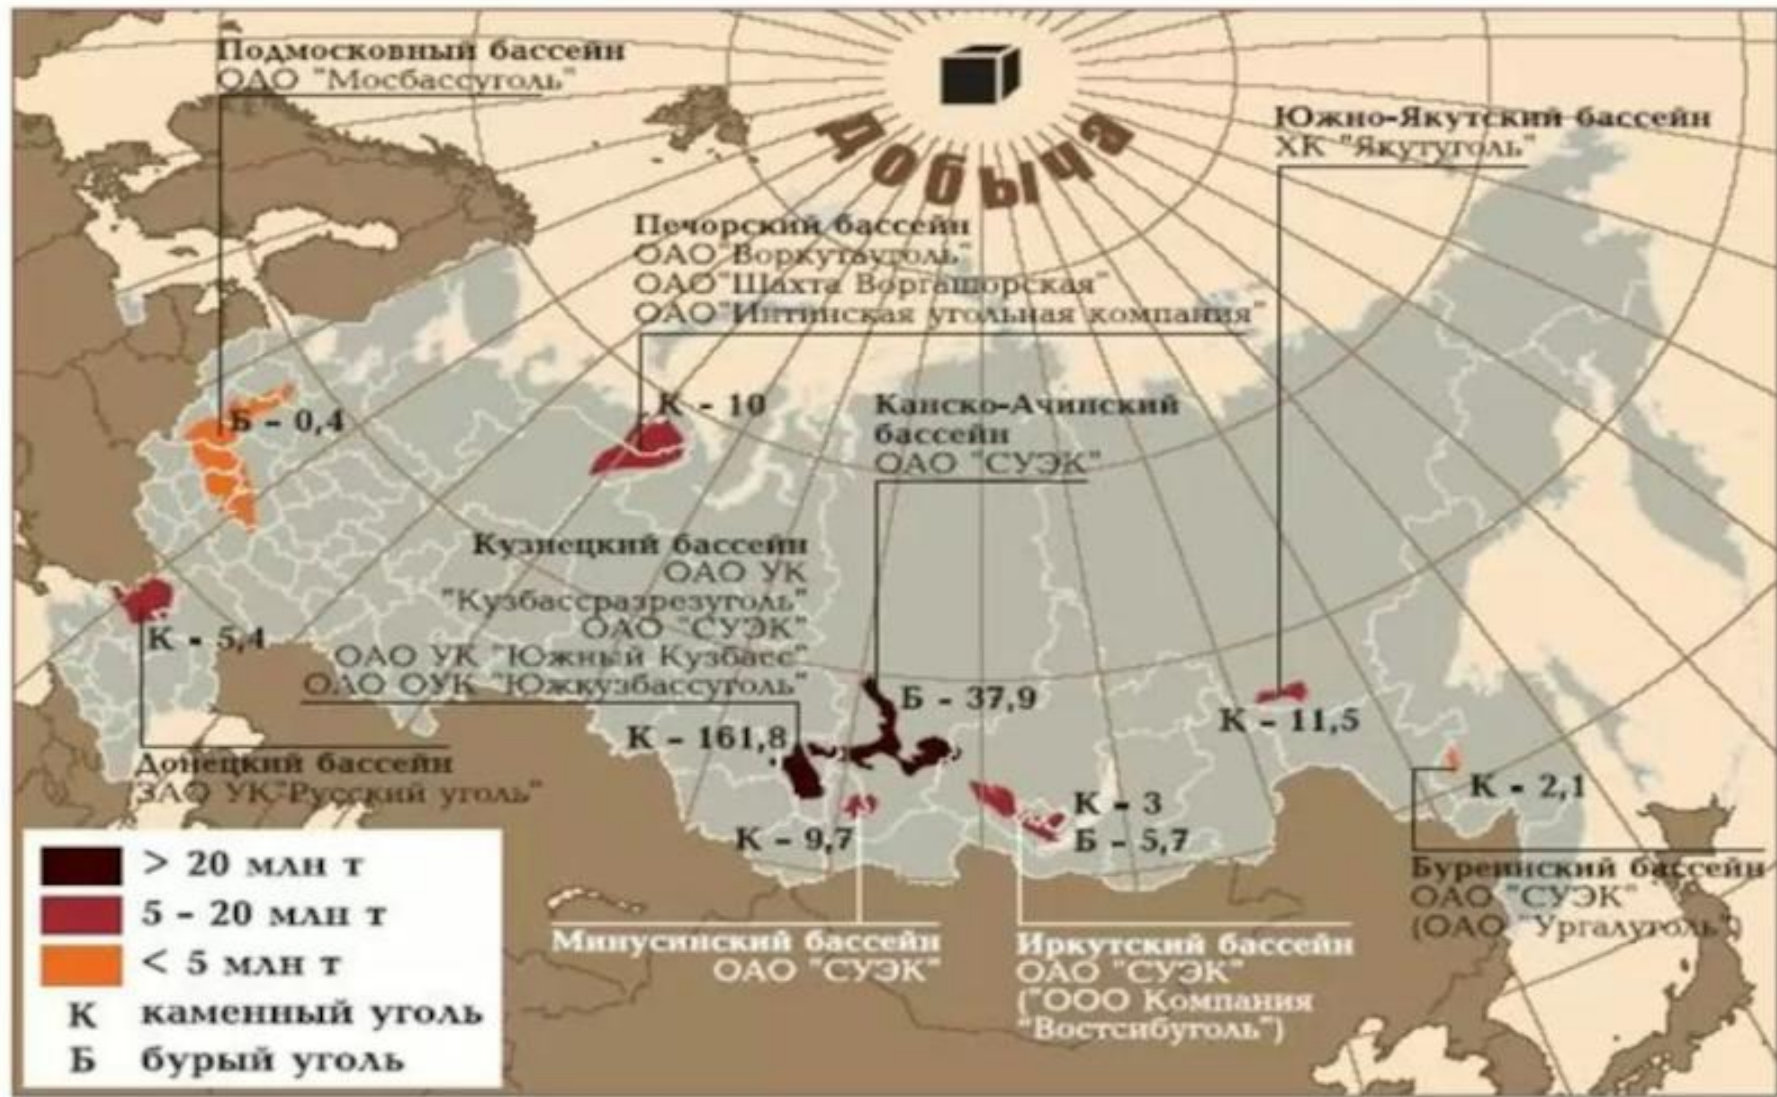 Подмосковный бассейн
ОАО "Мосбассуголь"
Добыча
Южно-Якутский бассейн
ХК "Якутуголь"
Печорский бассейн
ОАО"Воркутауголь"
ОАО"Шахта Воргашорская"
ОАО"Интинская угольная компания"
К - 10
Б - 0,4
Канско-Ачинский
бассейн
ОАО "СУЭК"
Кузнецкий бассейн
ОАО УК
"Кузбассразрезуголь"
ОАО "СУЭК"
ОАО УК "Южный Кузбасс"
ОАО ОУК "Южкузбассуголь"
К - 5,4
Б - 37,9
К - 161,8
К - 11,5
Донецкий бассейн
ЗАО УК"Русский уголь"
К - 9,7
К - 3
Б - 5,7
К - 2,1
Буреинский бассейн
ОАО "СУЭК"
(ОАО "Ургалуголь")
Минусинский бассейн
ОАО "СУЭК"
Иркутский бассейн
ОАО "СУЭК"
("ООО Компания
"Востсибуголь")
> 20 млн т
5 - 20 млн т
< 5 млн т
К каменный уголь
Б бурый уголь